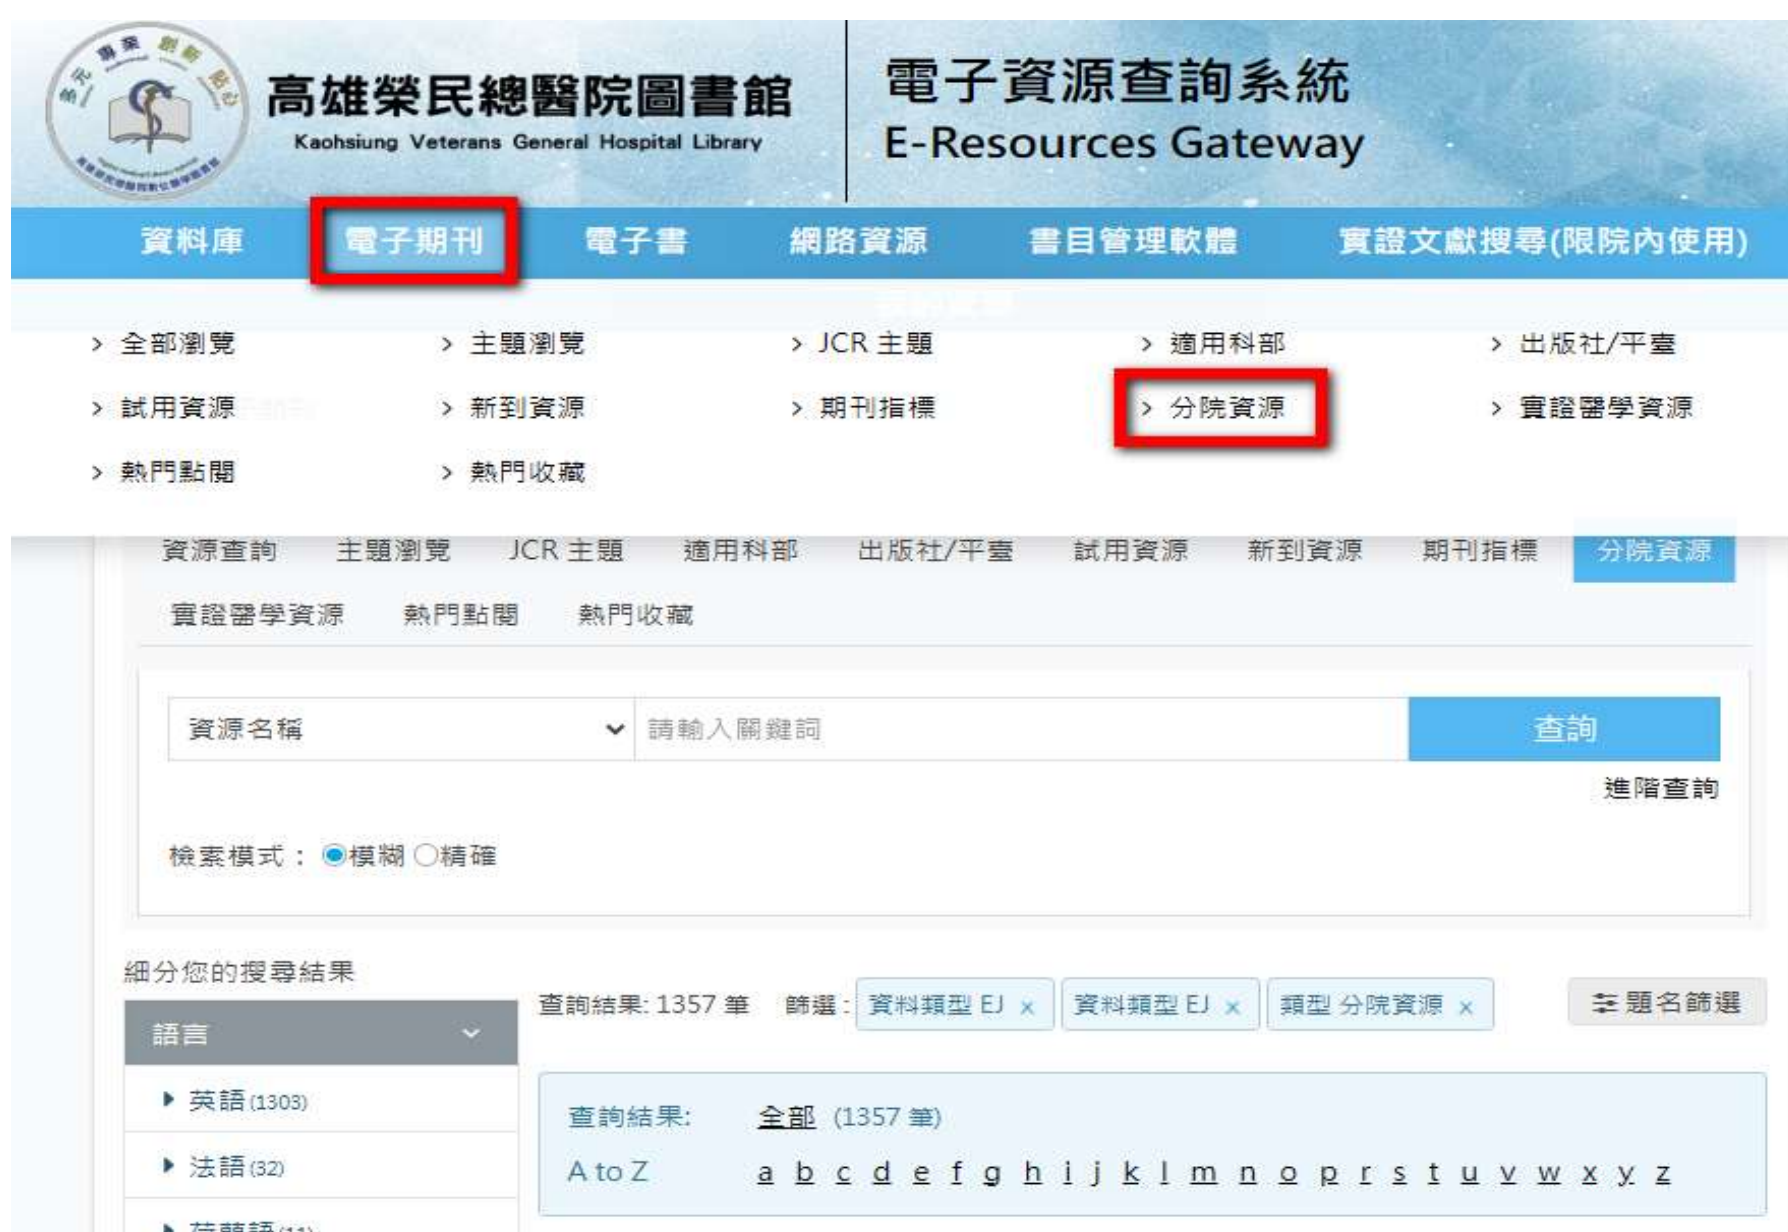 專業 創新
多元 貼心
高雄榮民總醫院圖書館
Kaohsiung Veterans General Hospital Library
電子資源查詢系統
E-Resources Gateway
資料庫 電子期刊 電子書 網路資源 書目管理軟體 實證文獻搜尋(限院內使用)
> 全部瀏覽 > 主題瀏覽 > JCR 主題 > 適用科部 > 出版社/平臺
> 試用資源 > 新到資源 > 期刊指標 > 分院資源 > 實證醫學資源
> 熱門點閱 > 熱門收藏
資源查詢 主題瀏覽 JCR 主題 適用科部 出版社/平臺 試用資源 新到資源 期刊指標 分院資源
實證醫學資源 熱門點閱 熱門收藏
資源名稱 請輸入關鍵詞 查詢
進階查詢
檢索模式：模糊 精確
細分您的搜尋結果
查詢結果: 1357 筆 篩選: 資料類型 EJ x 資料類型 EJ x 類型 分院資源 x 題名篩選
語言
英語(1303)
查詢結果: 全部 (1357 筆)
法語(32)
A to Z a b c d e f g h i j k l m n o p r s t u v w x y z
荷蘭語(11)